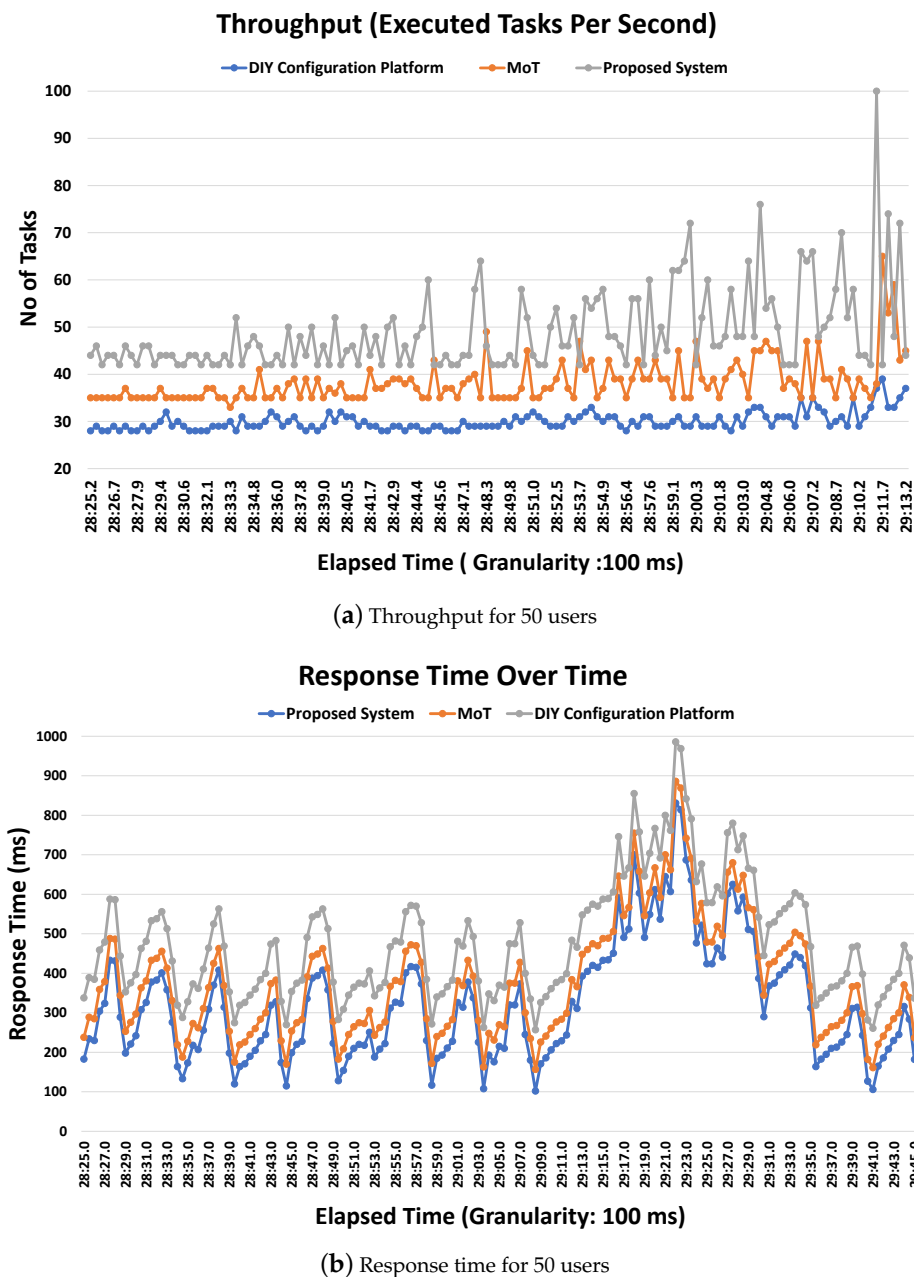 Throughput (Executed Tasks Per Second)
DIY Configuration Platform MoT Proposed System
100
90
80
70
60
50
40
30
20
No of Tasks
28:25.2 28:26.7 28:27.9 28:29.4 28:30.6 28:32.1 28:33.3 28:34.8 28:36.0 28:37.8 28:39.0 28:40.5 28:41.7 28:42.9 28:44.4 28:45.6 28:47.1 28:48.3 28:49.8 28:51.0 28:52.5 28:53.7 28:54.9 28:56.4 28:57.6 28:59.1 29:00.3 29:01.8 29:03.0 29:04.8 29:06.0 29:07.2 29:08.7 29:10.2 29:11.7 29:13.2
Elapsed Time ( Granularity :100 ms)
(a) Throughput for 50 users
Response Time Over Time
Proposed System MoT DIY Configuration Platform
1000
900
800
700
600
500
400
300
200
100
0
Rosponse Time (ms)
28:25.0 28:27.0 28:29.0 28:31.0 28:33.0 28:35.0 28:37.0 28:39.0 28:41.0 28:43.0 28:45.0 28:47.0 28:49.0 28:51.0 28:53.0 28:55.0 28:57.0 28:59.0 29:01.0 29:03.0 29:05.0 29:07.0 29:09.0 29:11.0 29:13.0 29:15.0 29:17.0 29:19.0 29:21.0 29:23.0 29:25.0 29:27.0 29:29.0 29:31.0 29:33.0 29:35.0 29:37.0 29:39.0 29:41.0 29:43.0 29:45.0
Elapsed Time (Granularity: 100 ms)
(b) Response time for 50 users